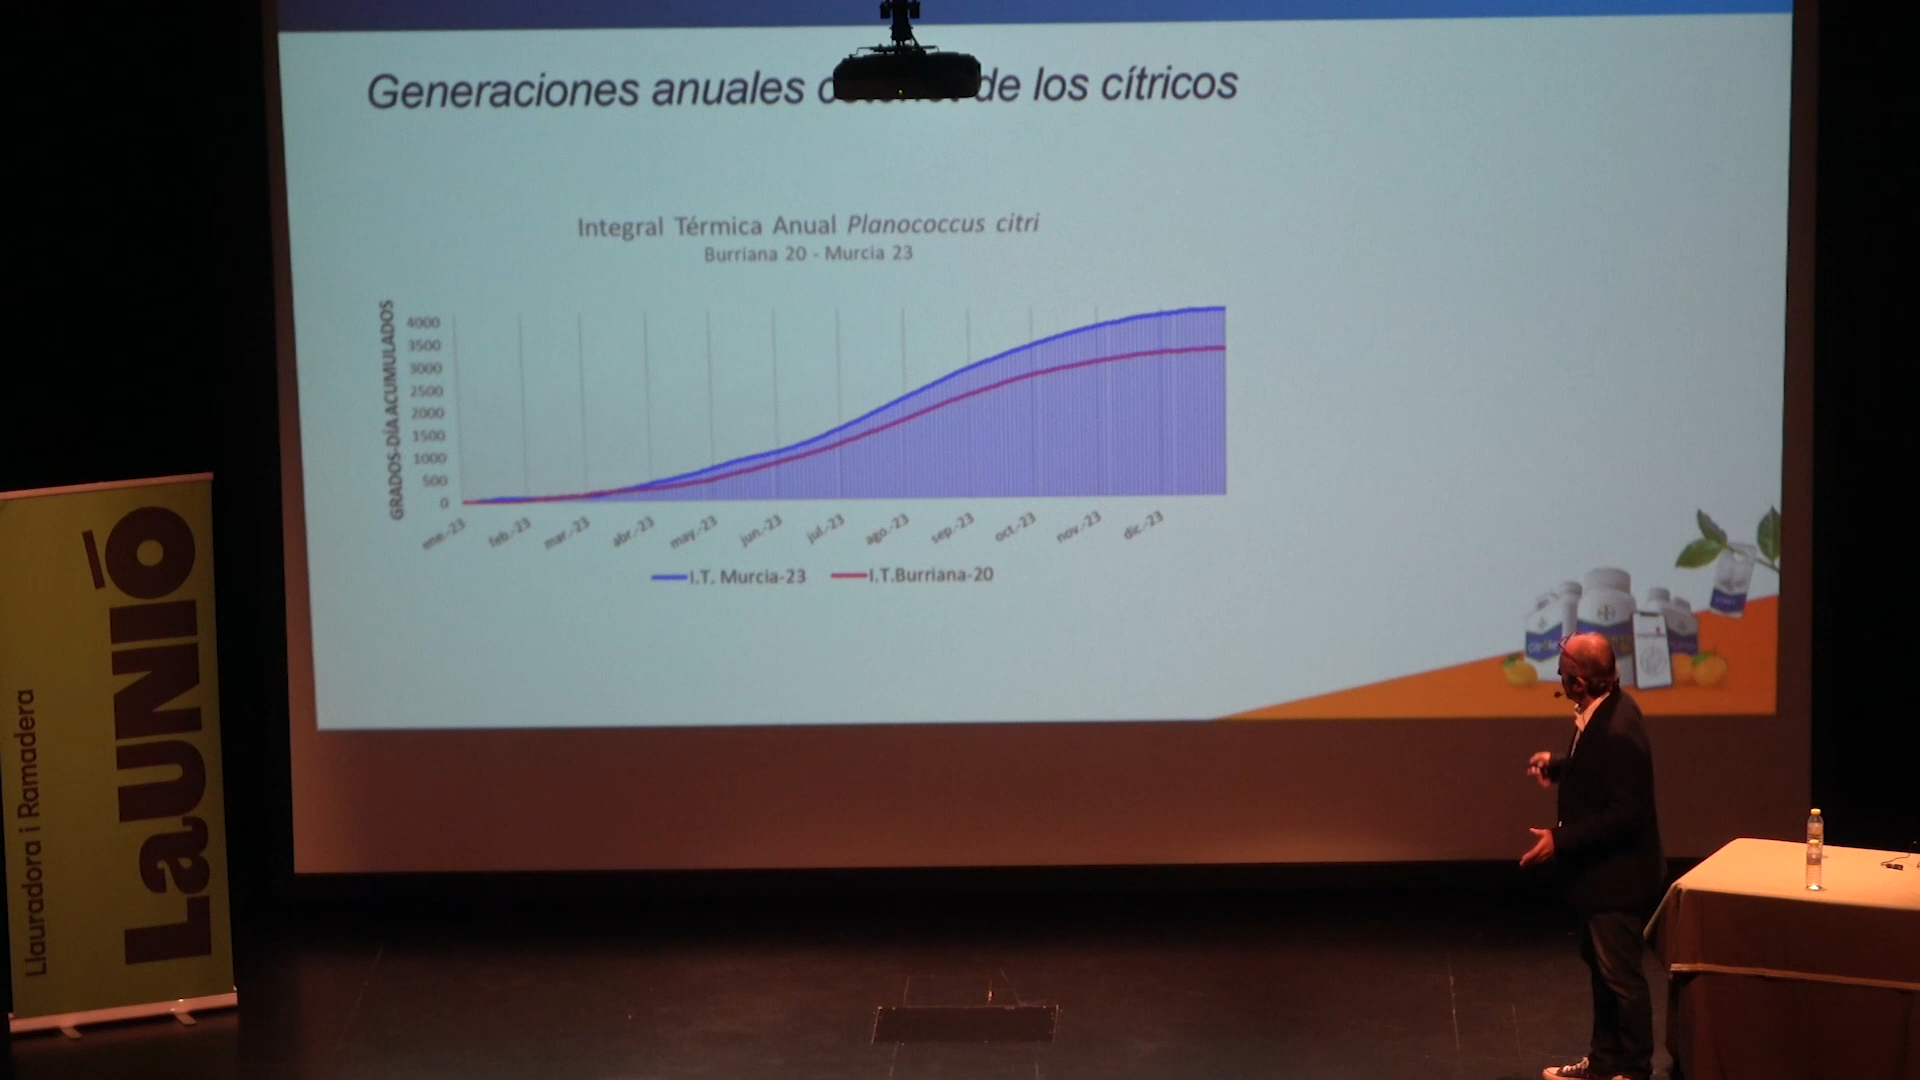 Generaciones anuales de los cítricos
Integral Térmica Anual Planococcus citri
Burriana 20 - Murcia 23
GRADOS-DÍA ACUMULADOS
4000
3500
3000
2500
2000
1500
1000
500
0
ene.-23
feb.-23
mar.-23
abr.-23
may.-23
jun.-23
jul.-23
ago.-23
sep.-23
oct.-23
nov.-23
dic.-23
I.T. Murcia-23
I.T.Burriana-20
LaUNIÓ
Llauradora i Ramadera